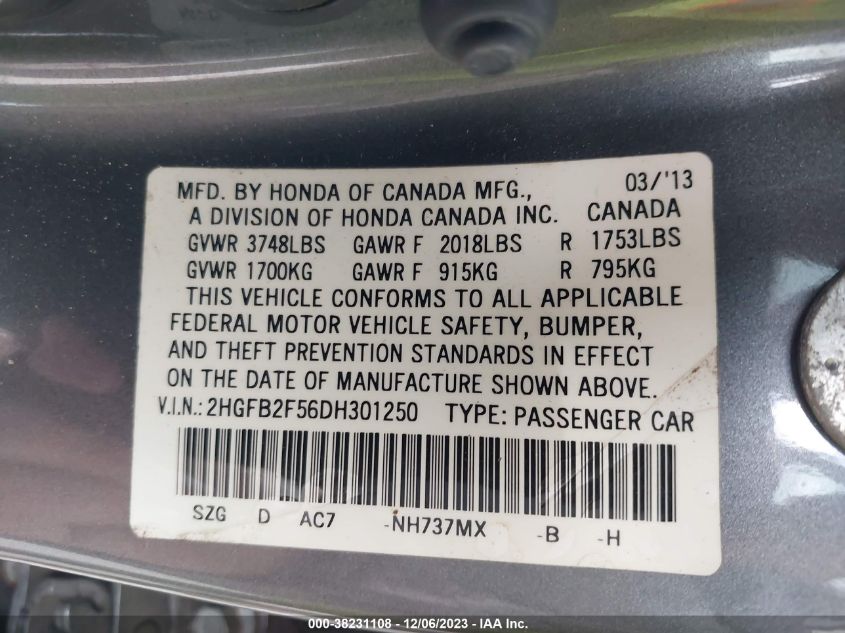 MFD. BY HONDA OF CANADA MFG., 03/'13
A DIVISION OF HONDA CANADA INC. CANADA
GVWR 3748LBS GAWR F 2018LBS R 1753LBS
GVWR 1700KG GAWR F 915KG R 795KG
THIS VEHICLE CONFORMS TO ALL APPLICABLE
FEDERAL MOTOR VEHICLE SAFETY, BUMPER,
AND THEFT PREVENTION STANDARDS IN EFFECT
ON THE DATE OF MANUFACTURE SHOWN ABOVE.
V.I.N.: 2HGFB2F56DH301250 TYPE: PASSENGER CAR
SZG D AC7 -NH737MX -B -H
000-38231108 - 12/06/2023 - IAA Inc.